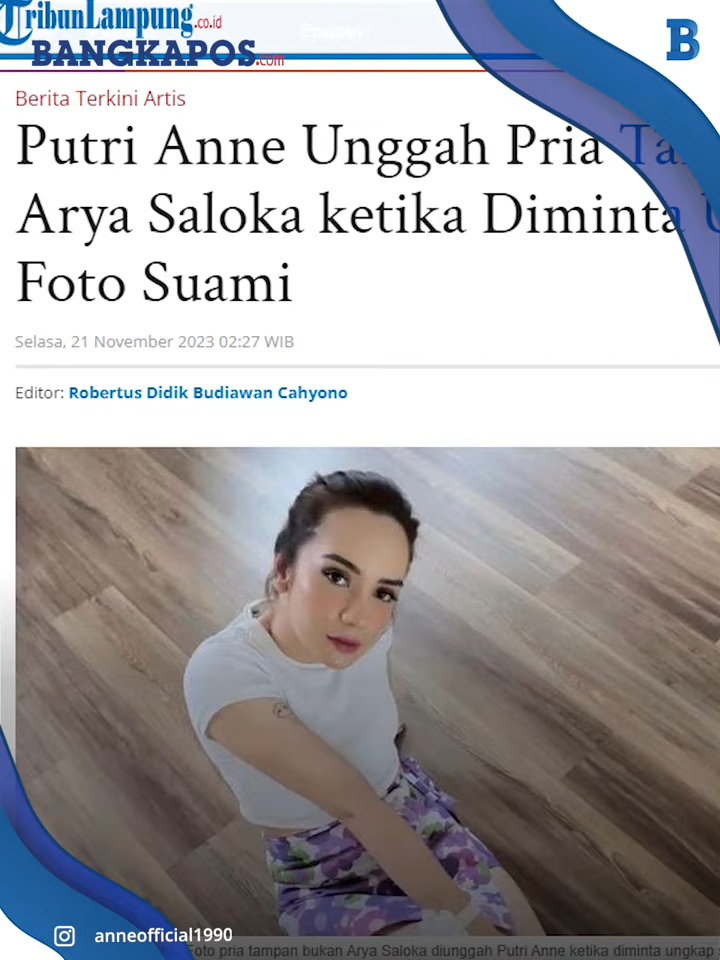 TribunLampung.co.id
BANGKAPOS.com
B
Berita Terkini Artis
Putri Anne Unggah Pria
Arya Saloka ketika Diminta
Foto Suami
Selasa, 21 November 2023 02:27 WIB
Editor: Robertus Didik Budiawan Cahyono
anneofficial1990
Foto pria tampan bukan Arya Saloka diunggah Putri Anne ketika diminta ungkap